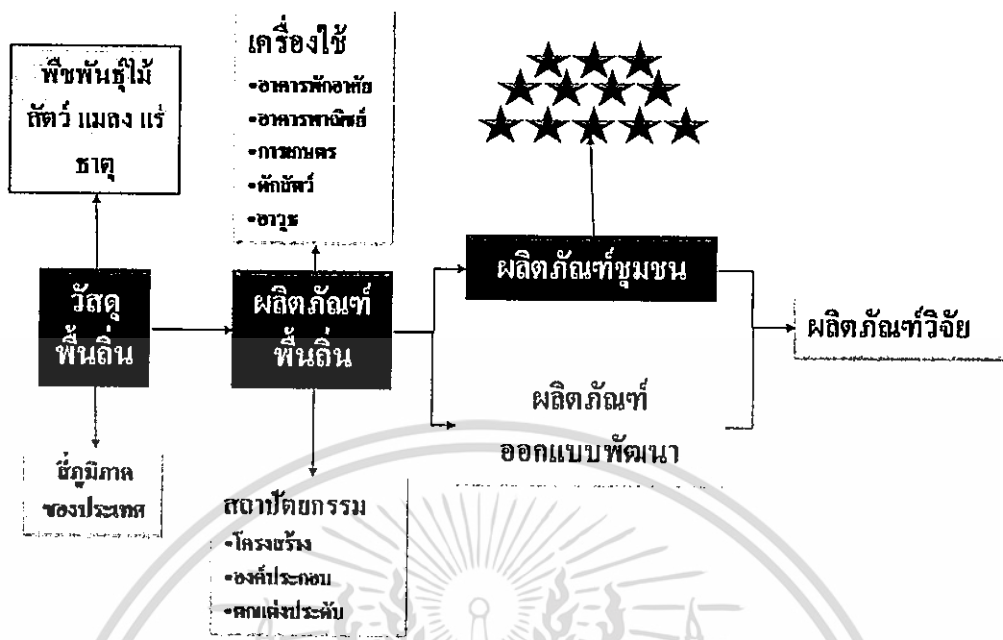 พืชพันธุ์ไม้
สัตว์ แมลง แร่
ธาตุ
เครื่องใช้
•อาคารพักอาศัย
•อาคารพาณิชย์
•การเกษตร
•ดักสัตว์
•อาวุธ
วัสดุ
พื้นถิ่น
ผลิตภัณฑ์
พื้นถิ่น
ผลิตภัณฑ์ชุมชน
ผลิตภัณฑ์วิจัย
ผลิตภัณฑ์
ออกแบบพัฒนา
สี่ภูมิภาค
ของประเทศ
สถาปัตยกรรม
•โครงสร้าง
•องค์ประกอบ
•ตกแต่งประดับ